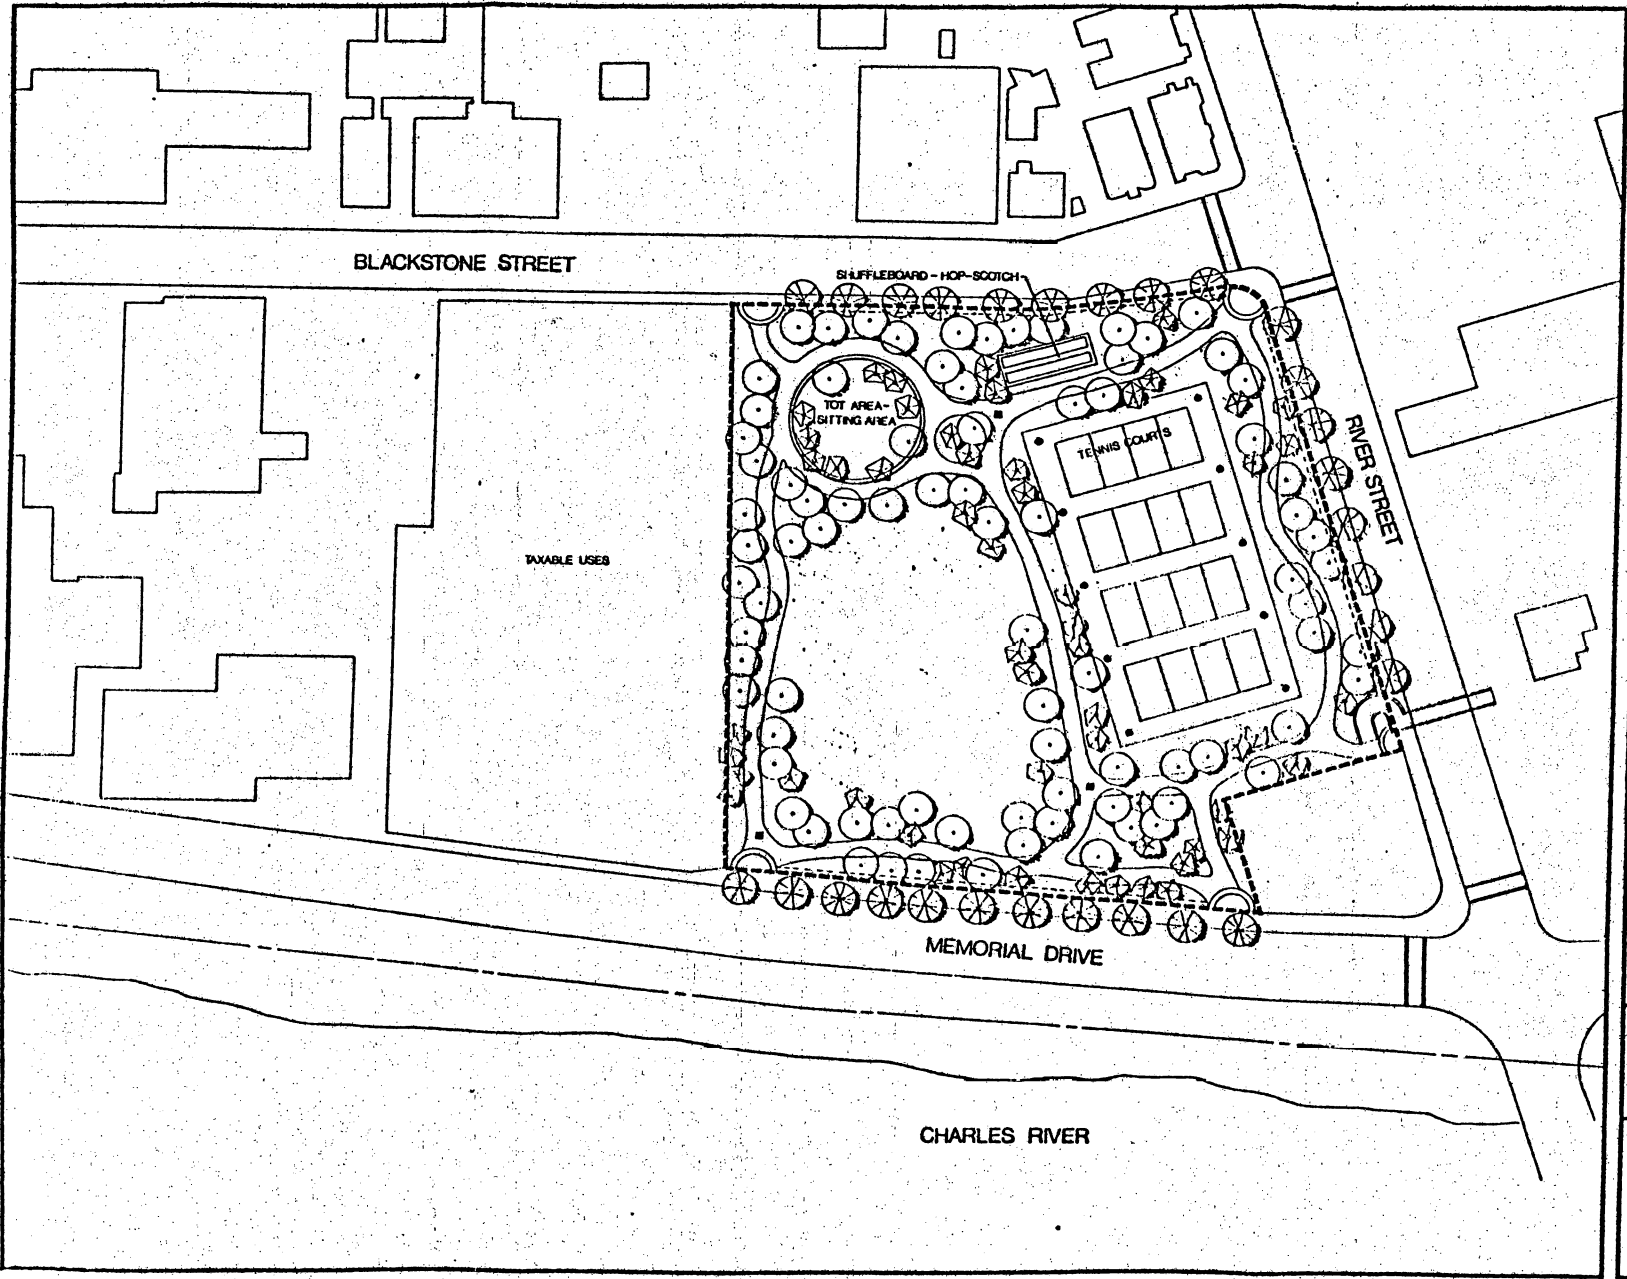 BLACKSTONE STREET
SHUFFLEBOARD - HOP-SCOTCH
TOT AREA-
SITTING AREA
TENNIS COURTS
RIVER STREET
TAXABLE USES
MEMORIAL DRIVE
CHARLES RIVER